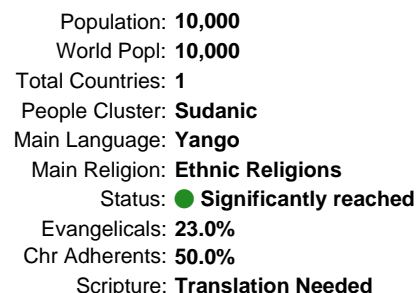 Population: 10,000
World Popl: 10,000
Total Countries: 1
People Cluster: Sudanic
Main Language: Yango
Main Religion: Ethnic Religions
Status: Significantly reached
Evangelicals: 23.0%
Chr Adherents: 50.0%
Scripture: Translation Needed